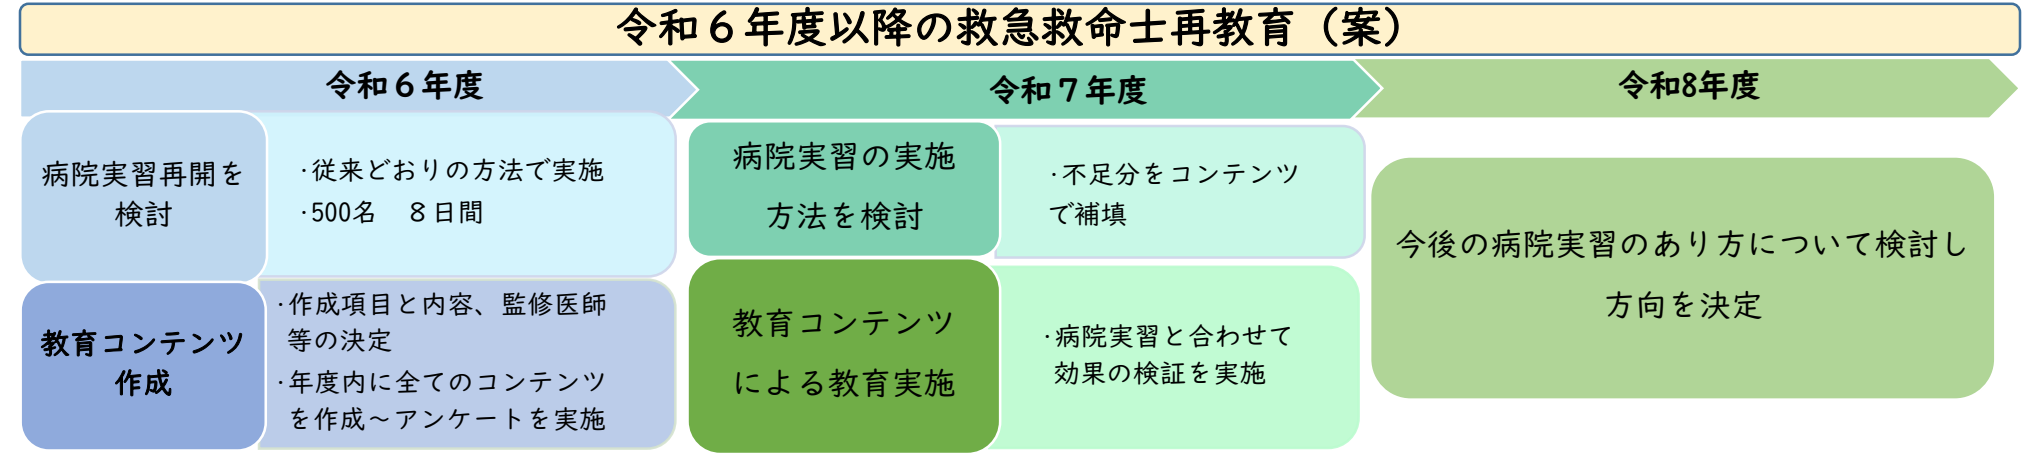 令和６年度以降の救急救命士再教育（案）
令和６年度
病院実習再開を
検討
·従来どおりの方法で実施
·500名　８日間
教育コンテンツ
作成
·作成項目と内容、監修医師
等の決定
·年度内に全てのコンテンツ
を作成～アンケートを実施
令和７年度
病院実習の実施
方法を検討
·不足分をコンテンツ
で補填
教育コンテンツ
による教育実施
·病院実習と合わせて
効果の検証を実施
令和8年度
今後の病院実習のあり方について検討し
方向を決定